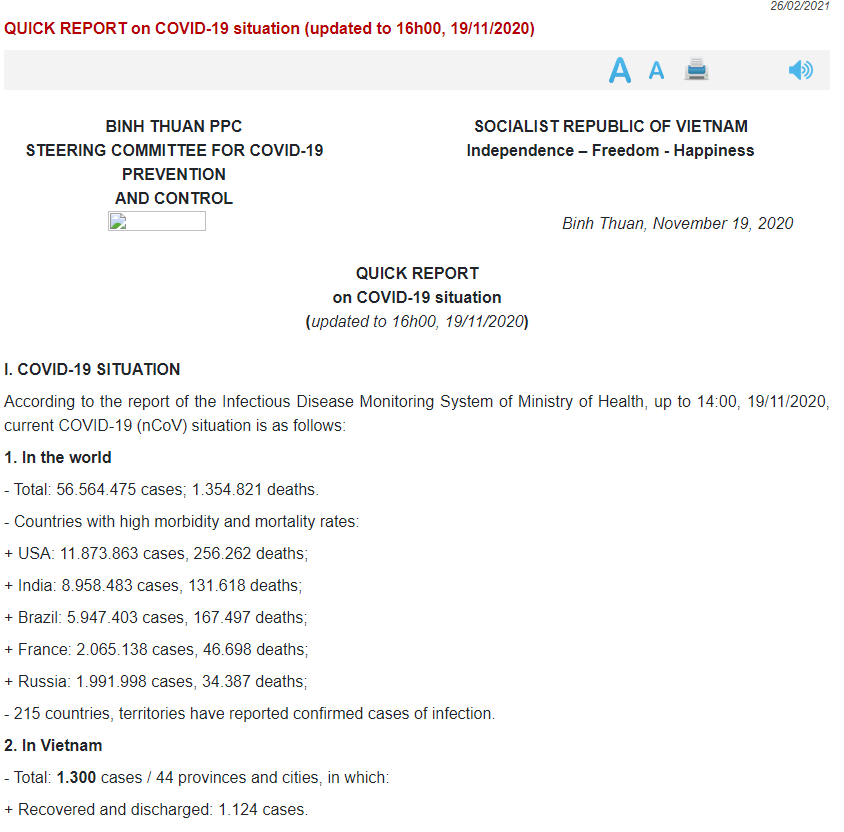 26/02/2021
QUICK REPORT on COVID-19 situation (updated to 16h00, 19/11/2020)
A A
BINH THUAN PPC
STEERING COMMITTEE FOR COVID-19
PREVENTION
AND CONTROL
SOCIALIST REPUBLIC OF VIETNAM
Independence – Freedom - Happiness
Binh Thuan, November 19, 2020
QUICK REPORT
on COVID-19 situation
(updated to 16h00, 19/11/2020)
I. COVID-19 SITUATION
According to the report of the Infectious Disease Monitoring System of Ministry of Health, up to 14:00, 19/11/2020,
current COVID-19 (nCoV) situation is as follows:
1. In the world
- Total: 56.564.475 cases; 1.354.821 deaths.
- Countries with high morbidity and mortality rates:
+ USA: 11.873.863 cases, 256.262 deaths;
+ India: 8.958.483 cases, 131.618 deaths;
+ Brazil: 5.947.403 cases, 167.497 deaths;
+ France: 2.065.138 cases, 46.698 deaths;
+ Russia: 1.991.998 cases, 34.387 deaths;
- 215 countries, territories have reported confirmed cases of infection.
2. In Vietnam
- Total: 1.300 cases / 44 provinces and cities, in which:
+ Recovered and discharged: 1.124 cases.